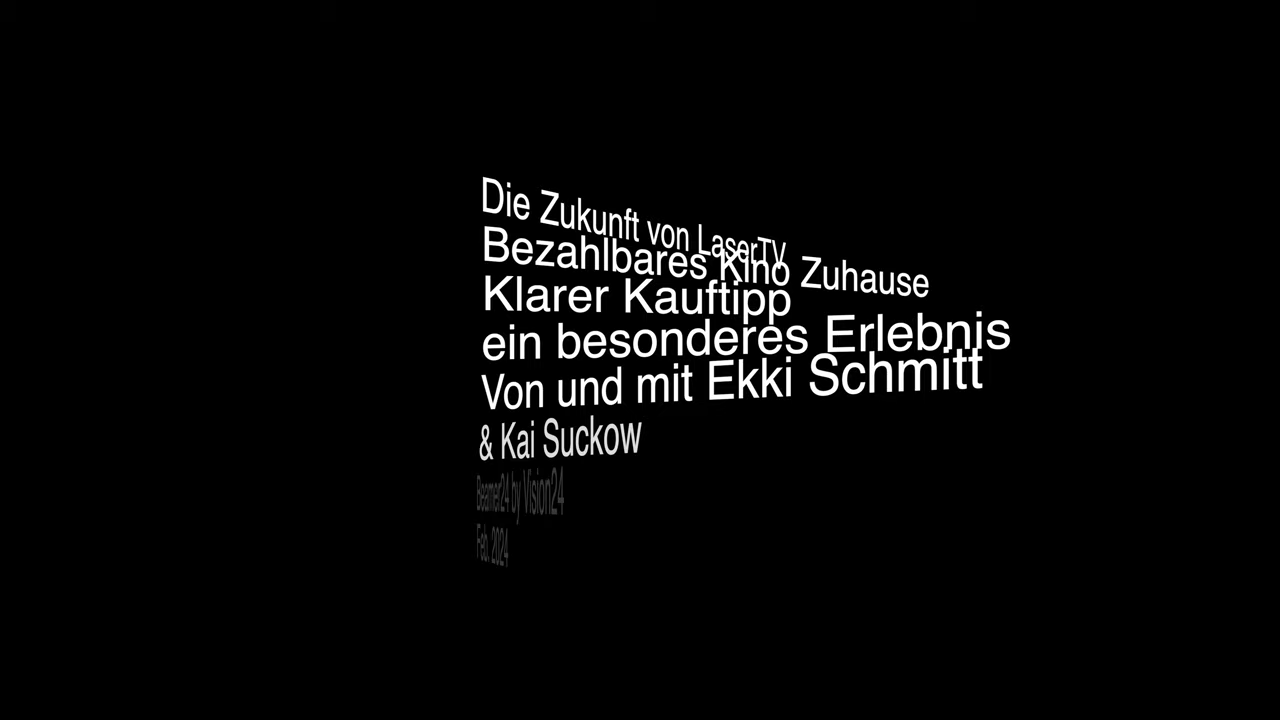 Die Zukunft von LaserTV
Bezahlbares Kino Zuhause
Klarer Kauftipp
ein besonderes Erlebnis
Von und mit Ekki Schmitt
& Kai Suckow
Beamer24 by Vision24
Feb. 2024